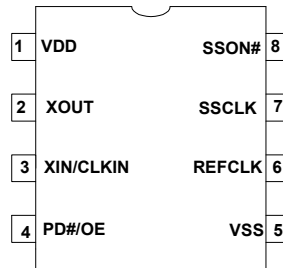 1 VDD SSON# 8
2 XOUT SSCLK 7
3 XIN/CLKIN REFCLK 6
4 PD#/OE VSS 5